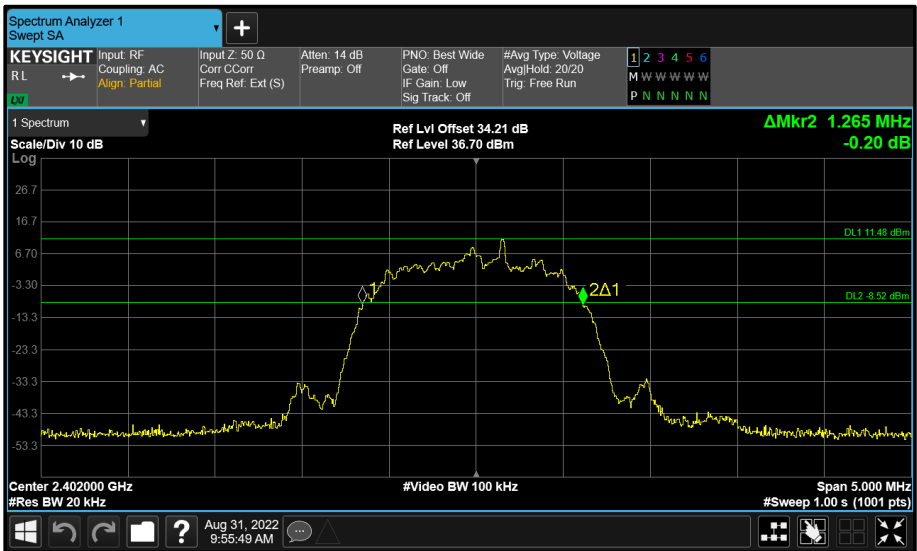 Spectrum Analyzer 1
Swept SA
+
KEYSIGHT Input: RF Input Z: 50 Ω Atten: 14 dB PNO: Best Wide #Avg Type: Voltage 1 2 3 4 5 6
R L Coupling: AC Corr CCorr Preamp: Off Gate: Off Avg|Hold: 20/20 M W W W W W
Align: Partial Freq Ref: Ext (S) IF Gain: Low Trig: Free Run
LXI Sig Track: Off P N N N N N
1 Spectrum Ref Lvl Offset 34.21 dB ΔMkr2 1.265 MHz
Scale/Div 10 dB Ref Level 36.70 dBm -0.20 dB
Log
26.7
16.7
DL1 11.48 dBm
6.70
-3.30
1 2Δ1
DL2 -8.52 dBm
-13.3
-23.3
-33.3
-43.3
-53.3
Center 2.402000 GHz #Video BW 100 kHz Span 5.000 MHz
#Res BW 20 kHz #Sweep 1.00 s (1001 pts)
? Aug 31, 2022
9:55:49 AM